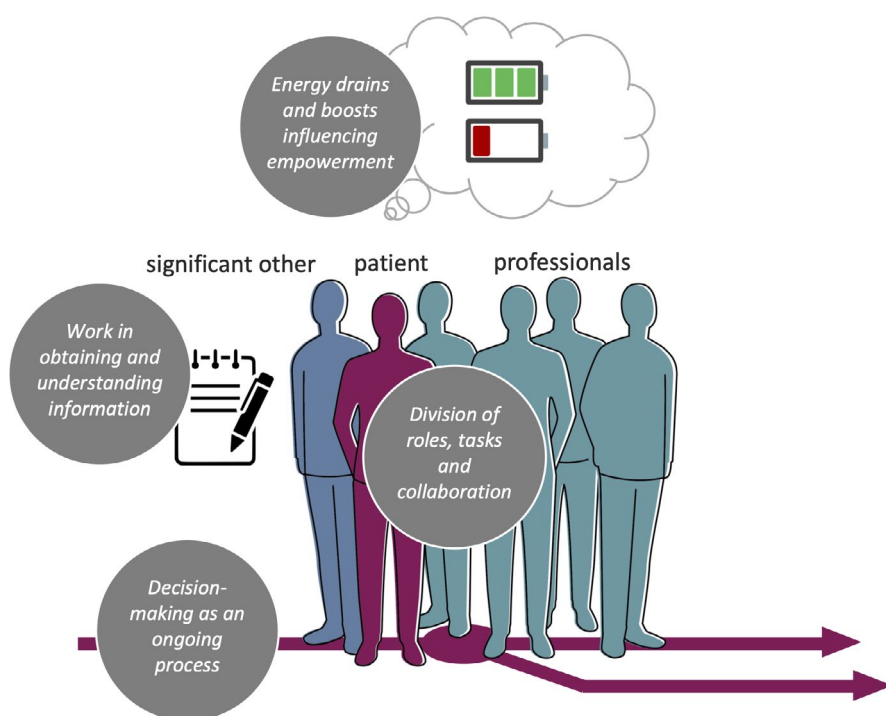 Energy drains
and boosts
influencing
empowerment
significant other
patient
professionals
Work in
obtaining and
understanding
information
Division of
roles, tasks
and
collaboration
Decision-
making as an
ongoing
process